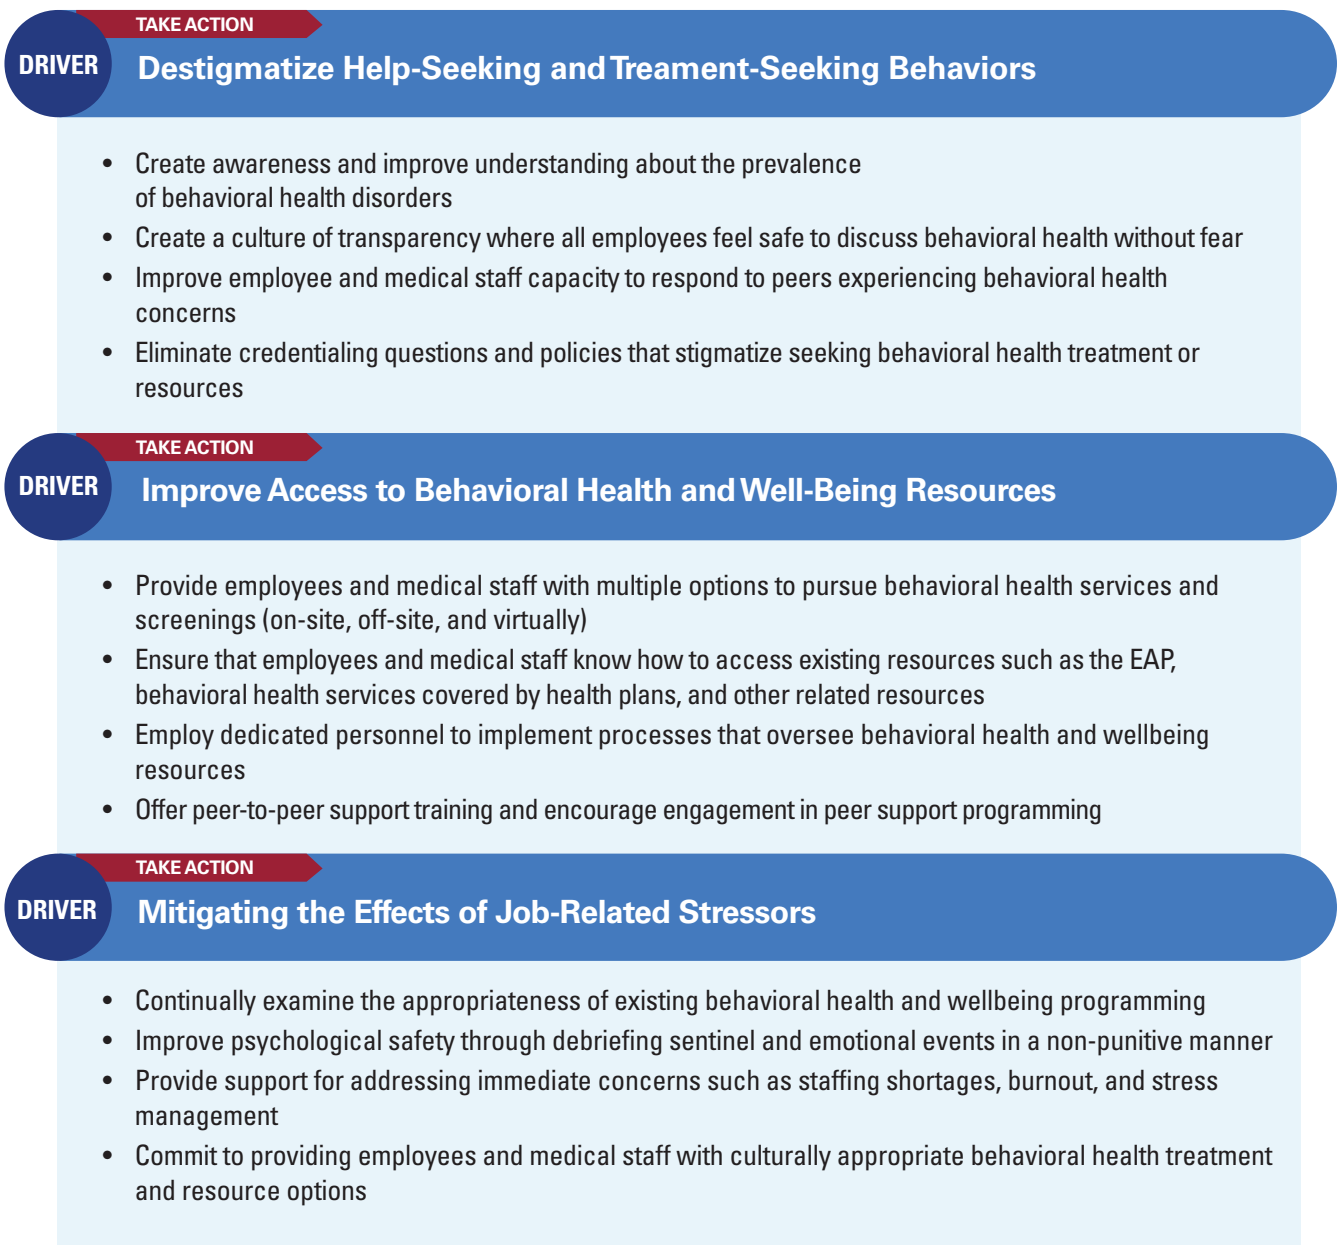 TAKE ACTION
DRIVER
Destigmatize Help-Seeking and Treament-Seeking Behaviors
• Create awareness and improve understanding about the prevalence
of behavioral health disorders
• Create a culture of transparency where all employees feel safe to discuss behavioral health without fear
• Improve employee and medical staff capacity to respond to peers experiencing behavioral health
concerns
• Eliminate credentialing questions and policies that stigmatize seeking behavioral health treatment or
resources
TAKE ACTION
DRIVER
Improve Access to Behavioral Health and Well-Being Resources
• Provide employees and medical staff with multiple options to pursue behavioral health services and
screenings (on-site, off-site, and virtually)
• Ensure that employees and medical staff know how to access existing resources such as the EAP,
behavioral health services covered by health plans, and other related resources
• Employ dedicated personnel to implement processes that oversee behavioral health and wellbeing
resources
• Offer peer-to-peer support training and encourage engagement in peer support programming
TAKE ACTION
DRIVER
Mitigating the Effects of Job-Related Stressors
• Continually examine the appropriateness of existing behavioral health and wellbeing programming
• Improve psychological safety through debriefing sentinel and emotional events in a non-punitive manner
• Provide support for addressing immediate concerns such as staffing shortages, burnout, and stress
management
• Commit to providing employees and medical staff with culturally appropriate behavioral health treatment
and resource options